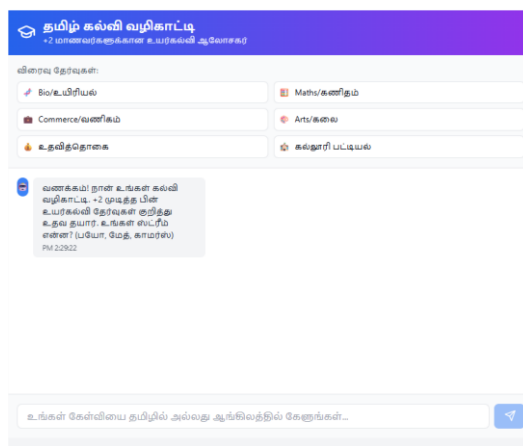 தமிழ் கல்வி வழிகாட்டி
+2 மாணவர்களுக்கான உயர்கல்வி ஆலோசகர்
விரைவு தேர்வுகள்:
Bio/உயிரியல்
Maths/கணிதம்
Commerce/வணிகம்
Arts/கலை
உதவித்தொகை
கல்லூரி பட்டியல்
வணக்கம்! நான் உங்கள் கல்வி
வழிகாட்டி. +2 முடித்த பின்
உயர்கல்வி தேர்வுகள் குறித்து
உதவ தயார். உங்கள் ஸ்ட்ரீம்
என்ன? (பயோ, மேத், காமர்ஸ்)
PM 2:29:22
உங்கள் கேள்வியை தமிழில் அல்லது ஆங்கிலத்தில் கேளுங்கள்...